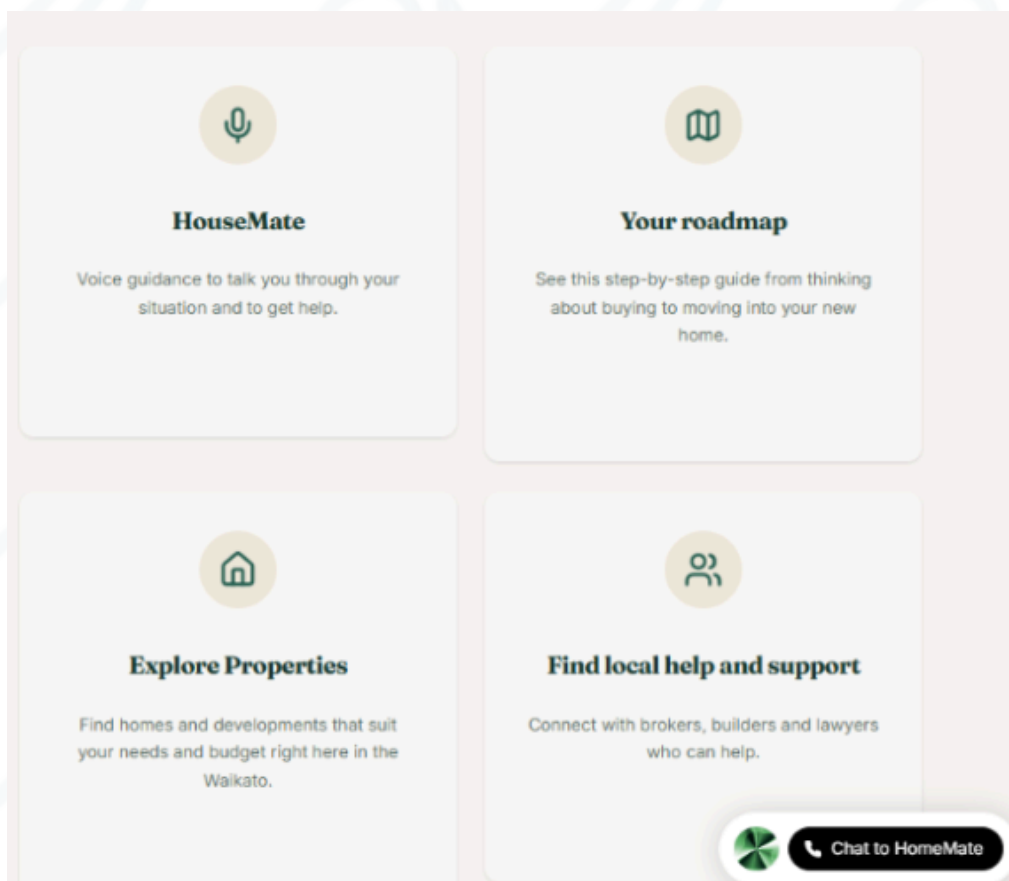 HouseMate
Voice guidance to talk you through your
situation and to get help.
Your roadmap
See this step-by-step guide from thinking
about buying to moving into your new
home.
Explore Properties
Find homes and developments that suit
your needs and budget right here in the
Waikato.
Find local help and support
Connect with brokers, builders and lawyers
who can help.
Chat to HomeMate